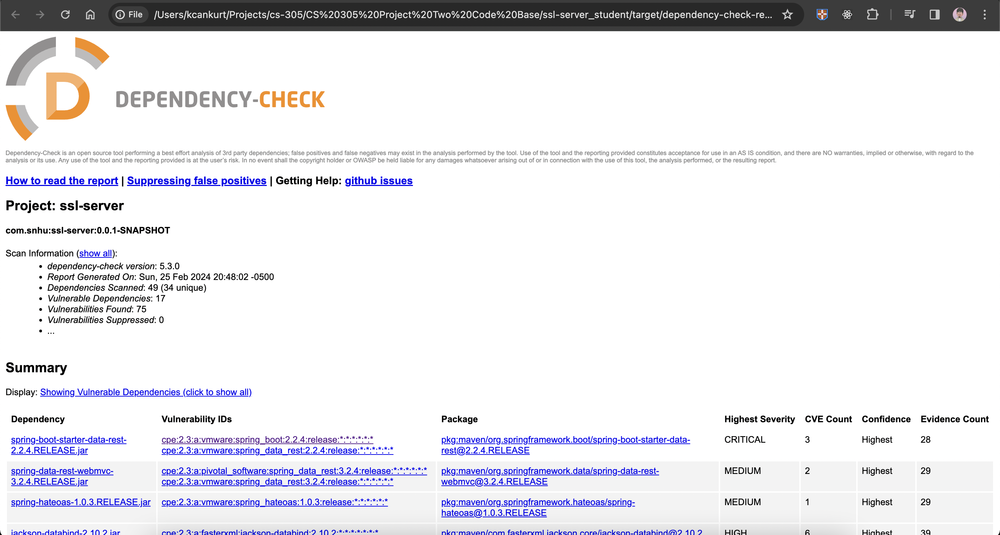 File /Users/kcankurt/Projects/cs-305/CS%20305%20Project%20Two%20Code%20Base/ssl-server_student/target/dependency-check-re...
D
DEPENDENCY-CHECK
Dependency-Check is an open source tool performing a best effort analysis of 3rd party dependencies; false positives and false negatives may exist in the analysis performed by the tool. Use of the tool and the reporting provided constitutes acceptance for use in an AS IS condition, and there are NO warranties, implied or otherwise, with regard to the
analysis or its use. Any use of the tool and the reporting provided is at the user's risk. In no event shall the copyright holder or OWASP be held liable for any damages whatsoever arising out of or in connection with the use of this tool, the analysis performed, or the resulting report.
How to read the report | Suppressing false positives | Getting Help: github issues
Project: ssl-server
com.snhu:ssl-server:0.0.1-SNAPSHOT
Scan Information (show all):
• dependency-check version: 5.3.0
• Report Generated On: Sun, 25 Feb 2024 20:48:02 -0500
• Dependencies Scanned: 49 (34 unique)
• Vulnerable Dependencies: 17
• Vulnerabilities Found: 75
• Vulnerabilities Suppressed: 0
• ...
Summary
Display: Showing Vulnerable Dependencies (click to show all)
Dependency Vulnerability IDs Package Highest Severity CVE Count Confidence Evidence Count
spring-boot-starter-data-rest- cpe:2.3:a:vmware:spring_boot:2.2.4:release:*:*:*:*:*:* pkg:maven/org.springframework.boot/spring-boot-starter-data- CRITICAL 3 Highest 28
2.2.4.RELEASE.jar cpe:2.3:a:vmware:spring_data_rest:2.2.4:release:*:*:*:*:*:* rest@2.2.4.RELEASE
spring-data-rest-webmvc- cpe:2.3:a:pivotal_software:spring_data_rest:3.2.4:release:*:*:*:*:*:* pkg:maven/org.springframework.data/spring-data-rest- MEDIUM 2 Highest 29
3.2.4.RELEASE.jar cpe:2.3:a:vmware:spring_data_rest:3.2.4:release:*:*:*:*:*:* webmvc@3.2.4.RELEASE
spring-hateoas-1.0.3.RELEASE.jar cpe:2.3:a:vmware:spring_hateoas:1.0.3:release:*:*:*:*:*:* pkg:maven/org.springframework.hateoas/spring- MEDIUM 1 Highest 29
hateoas@1.0.3.RELEASE
jackson-databind-2.10.2.jar cpe:2.3:a:fasterxml:jackson-databind:2.10.2:*:*:*:*:*:*:* pkg:maven/com.fasterxml.jackson.core/jackson-databind@2.10.2 HIGH 6 Highest 39